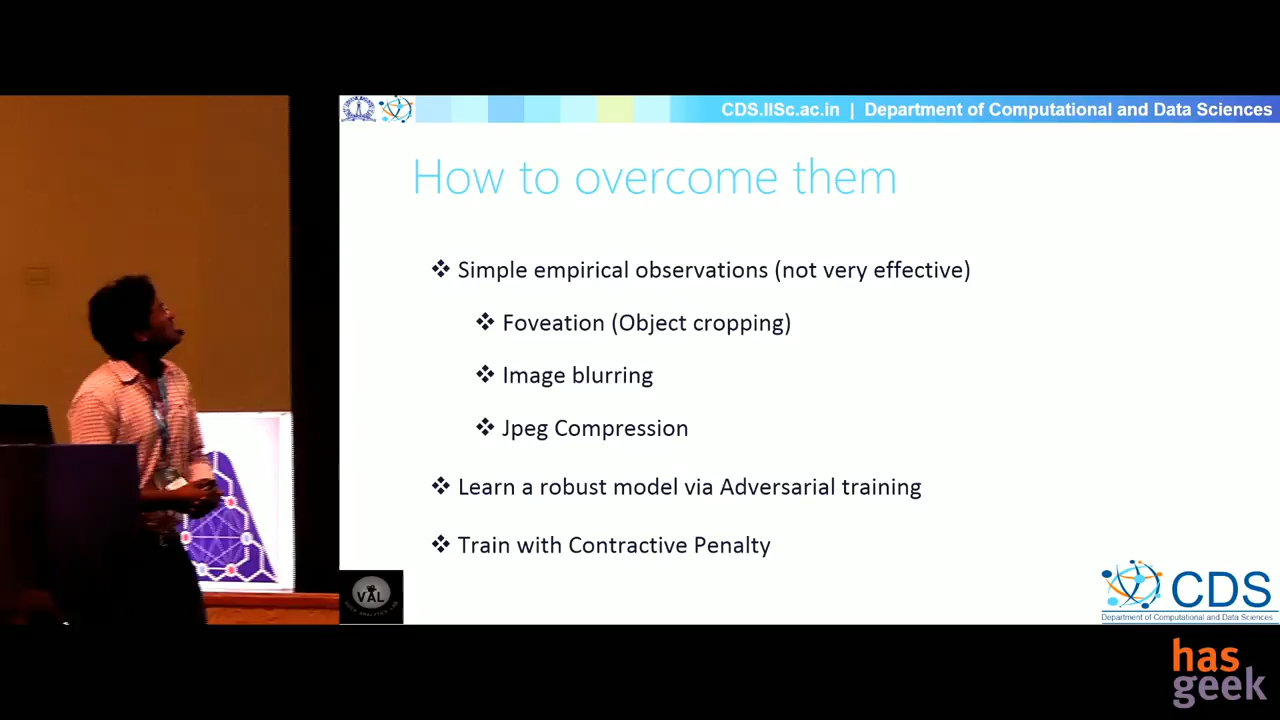 CDS.IISc.ac.in | Department of Computational and Data Sciences
How to overcome them
Simple empirical observations (not very effective)
Foveation (Object cropping)
Image blurring
Jpeg Compression
Learn a robust model via Adversarial training
Train with Contractive Penalty
VAL
CDS
Department of Computational and Data Sciences
has
geek